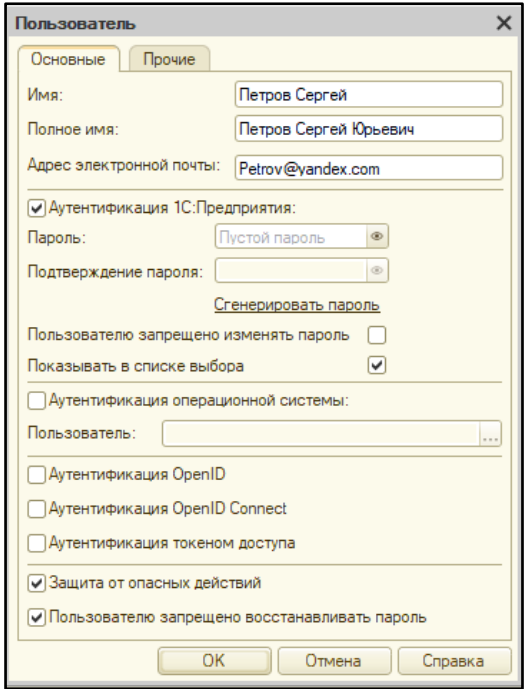 Пользователь
Основные Прочие
Имя: Петров Сергей
Полное имя: Петров Сергей Юрьевич
Адрес электронной почты: Petrov@yandex.com
Аутентификация 1С:Предприятия:
Пароль: Пустой пароль
Подтверждение пароля:
Сгенерировать пароль
Пользователю запрещено изменять пароль
Показывать в списке выбора
Аутентификация операционной системы:
Пользователь: ...
Аутентификация OpenID
Аутентификация OpenID Connect
Аутентификация токеном доступа
Защита от опасных действий
Пользователю запрещено восстанавливать пароль
ОК Отмена Справка